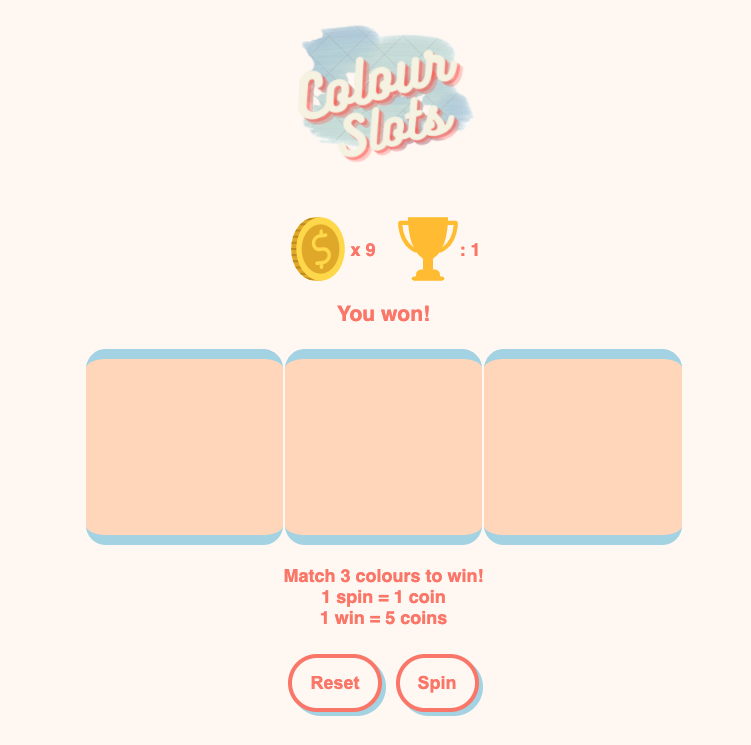 Colour
Slots
$ x 9 : 1
You won!
Match 3 colours to win!
1 spin = 1 coin
1 win = 5 coins
Reset Spin